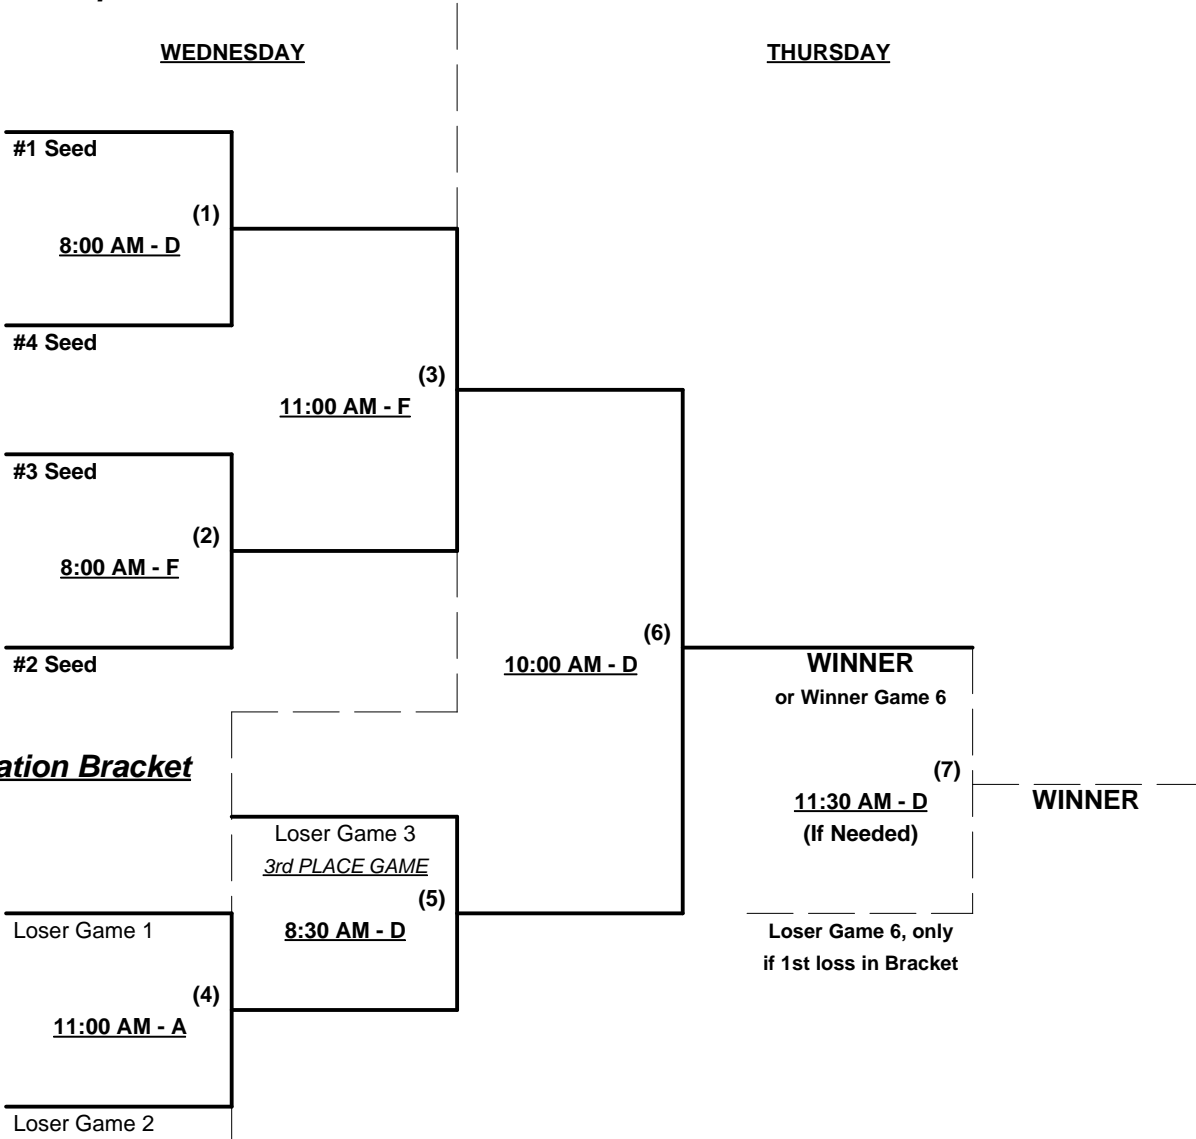 WEDNESDAY
THURSDAY
#1 Seed
(1)
8:00 AM - D
#4 Seed
(3)
11:00 AM - F
#3 Seed
(2)
8:00 AM - F
#2 Seed
(6)
10:00 AM - D
WINNER
or Winner Game 6
ation Bracket
(7)
11:30 AM - D
(If Needed)
WINNER
Loser Game 3
3rd PLACE GAME
(5)
8:30 AM - D
Loser Game 1
Loser Game 6, only
if 1st loss in Bracket
(4)
11:00 AM - A
Loser Game 2